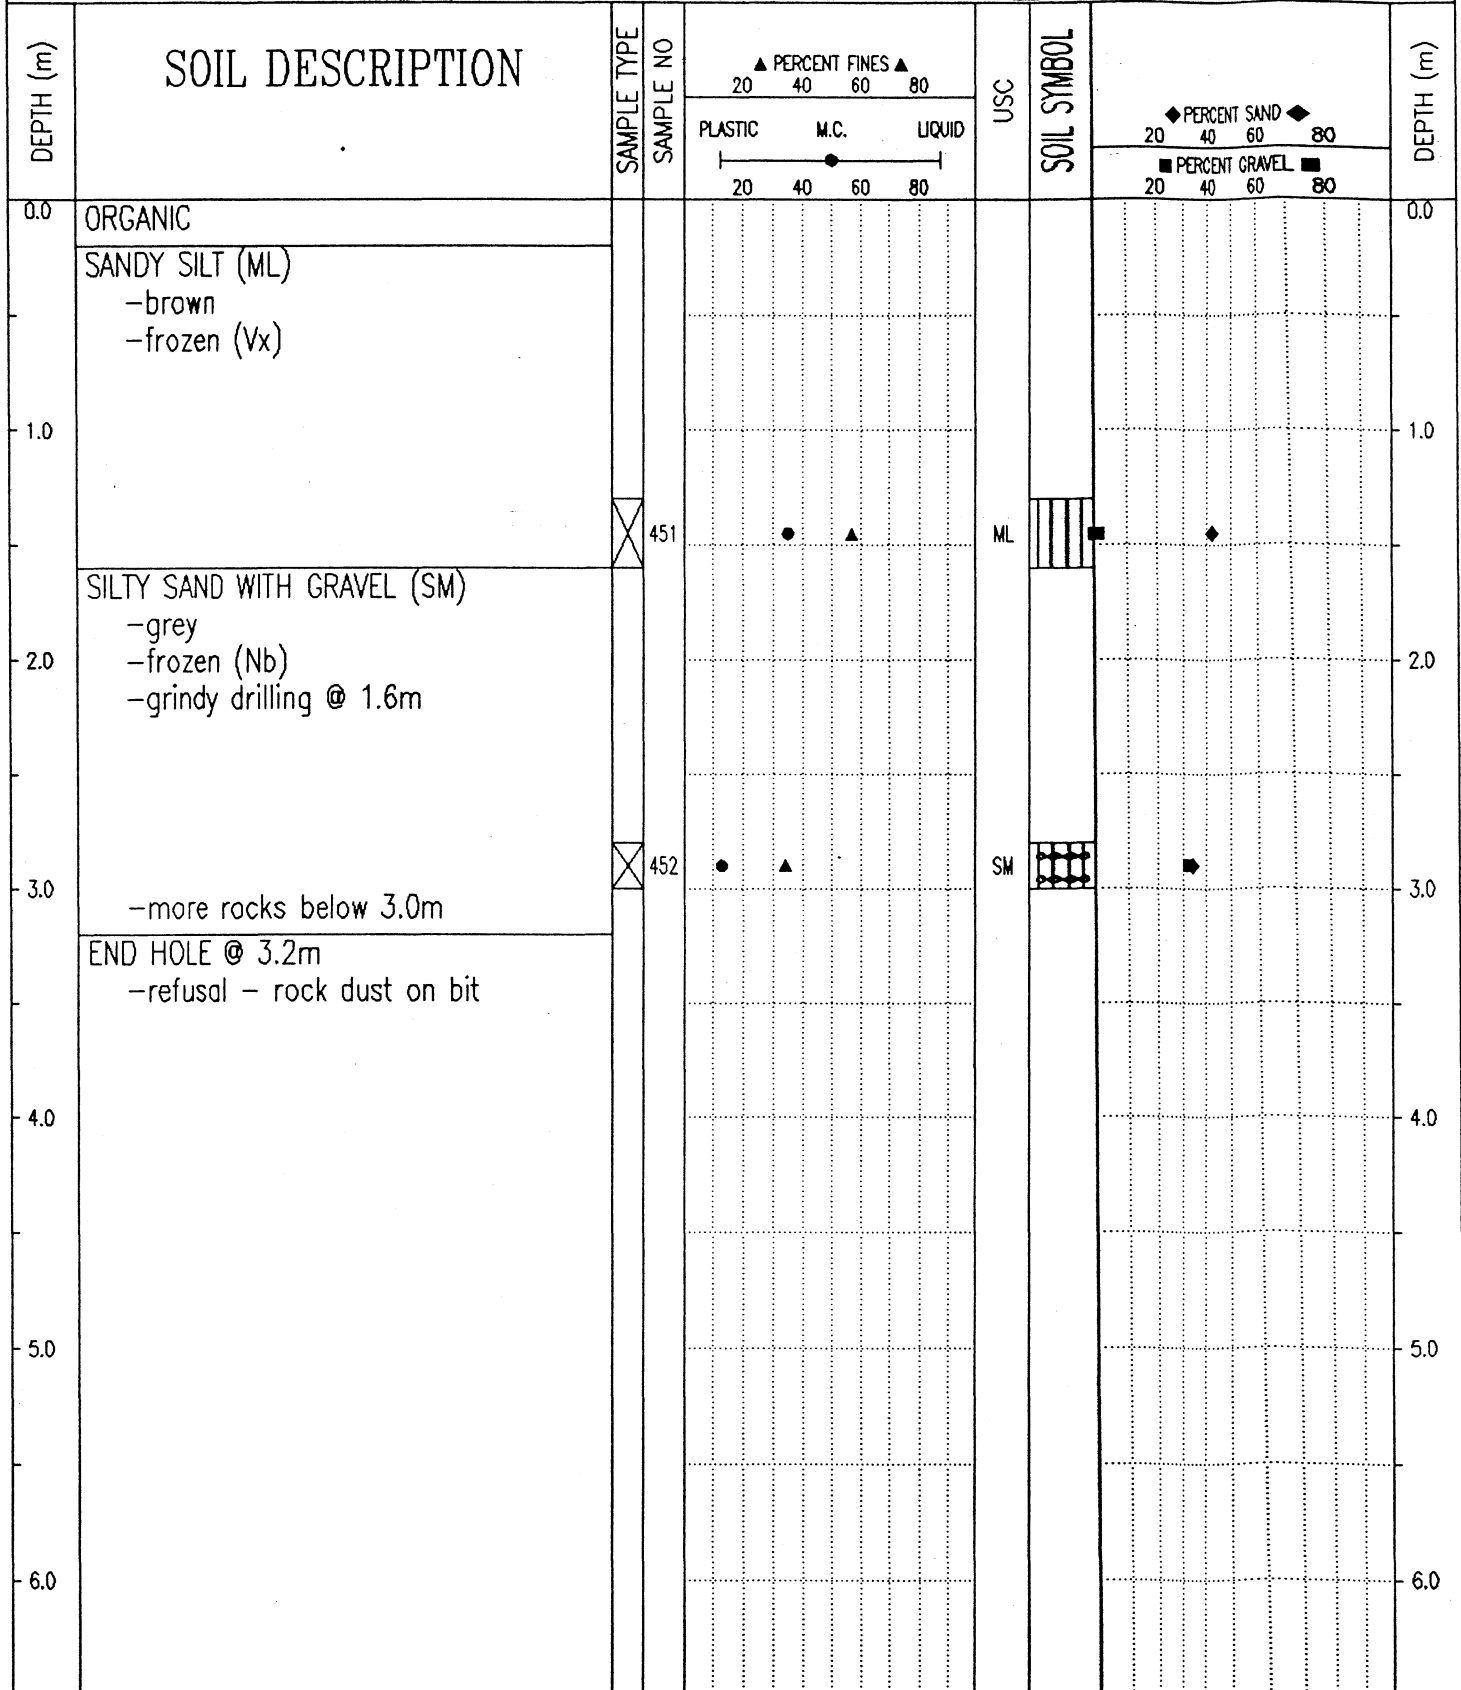 DEPTH (m)
SOIL DESCRIPTION
SAMPLE TYPE
SAMPLE NO
▲ PERCENT FINES ▲
20 40 60 80
PLASTIC M.C. LIQUID
20 40 60 80
USC
SOIL SYMBOL
◆ PERCENT SAND ◆
20 40 60 80
■ PERCENT GRAVEL ■
20 40 60 80
DEPTH (m)
0.0
ORGANIC
0.0
SANDY SILT (ML)
-brown
-frozen (Vx)
1.0
1.0
451
ML
SILTY SAND WITH GRAVEL (SM)
-grey
-frozen (Nb)
2.0
2.0
-grindy drilling @ 1.6m
452
SM
3.0
3.0
-more rocks below 3.0m
END HOLE @ 3.2m
-refusal - rock dust on bit
4.0
4.0
5.0
5.0
6.0
6.0